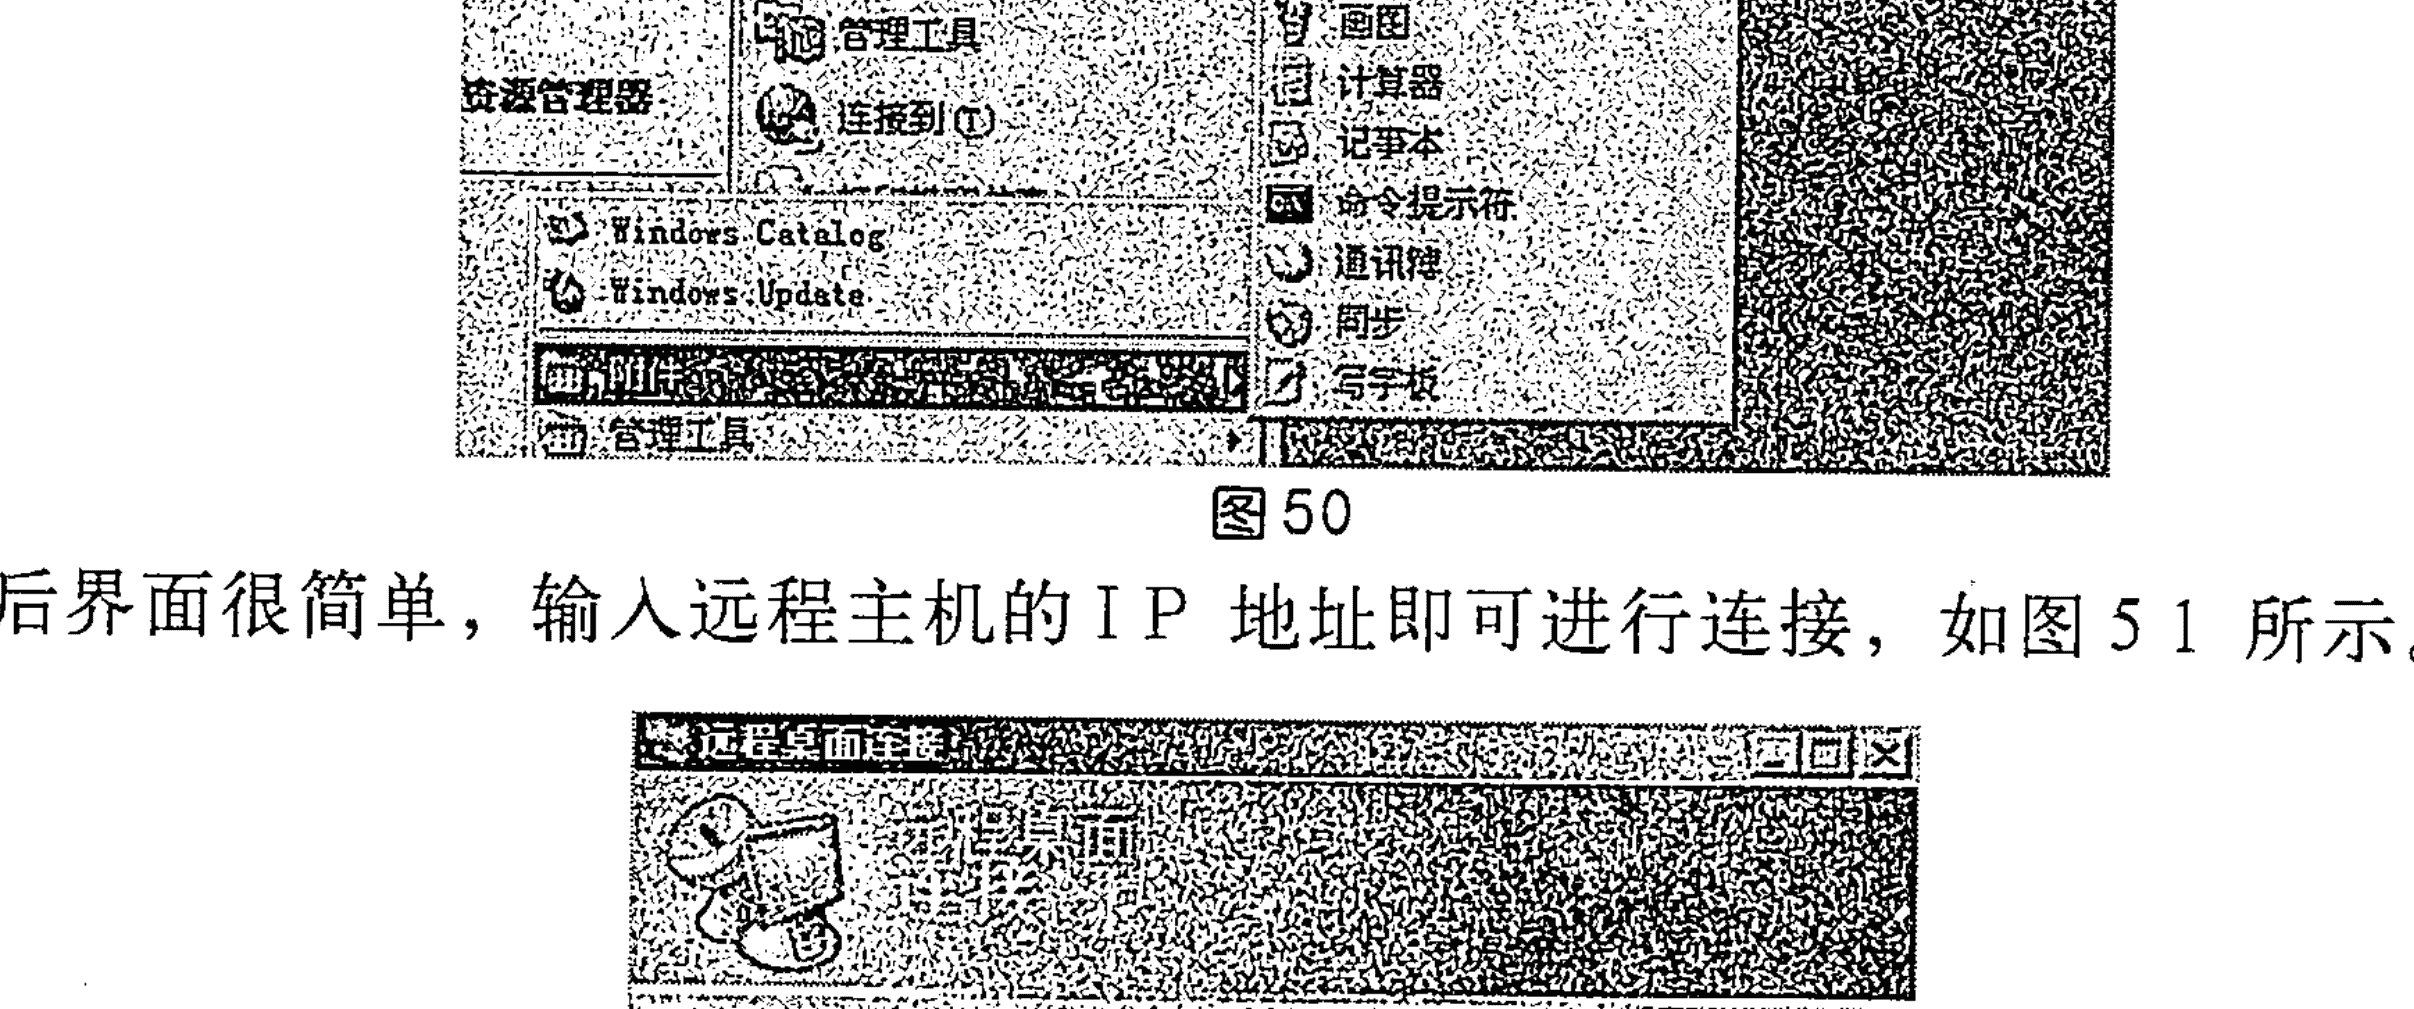 管理工具
资源管理器
连接到(T)
画图
计算器
记事本
命令提示符
通讯簿
同步
写字板
Windows Catalog
Windows Update
附件
管理工具
图50
后界面很简单，输入远程主机的IP 地址即可进行连接，如图51 所示。
远程桌面连接
远程桌面
连接